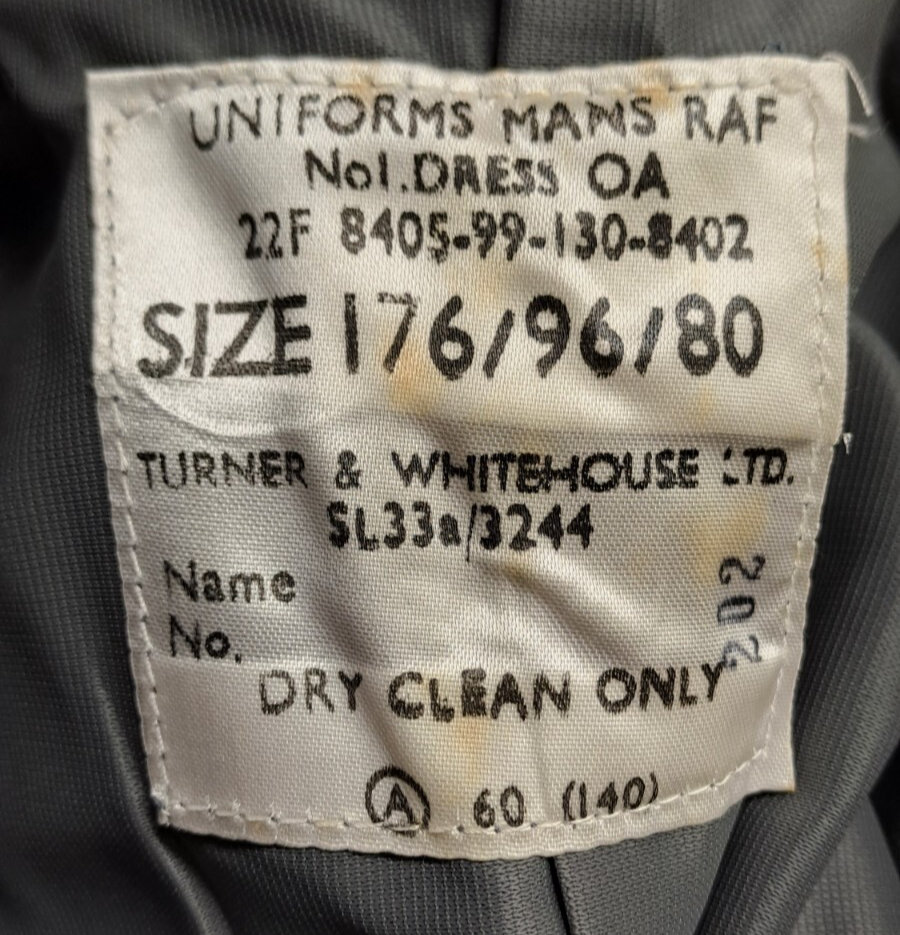 UNIFORMS MANS RAF
No1.DRESS OA
22F 8405-99-130-8402
SIZE 176/96/80
TURNER & WHITEHOUSE LTD.
SL33a/3244
Name
No.
202
DRY CLEAN ONLY
A 60 (140)